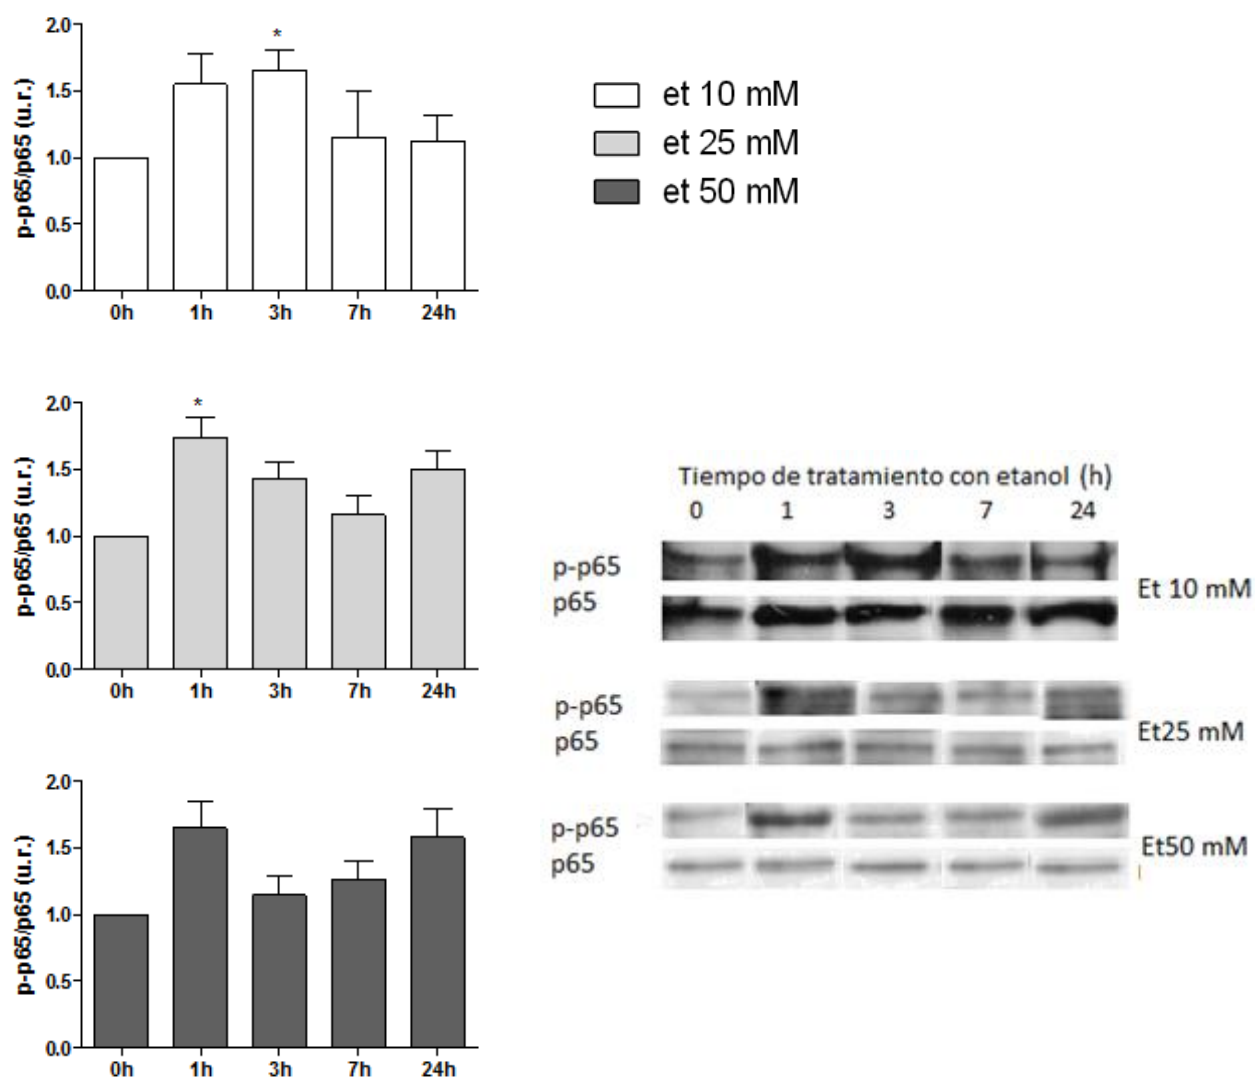 2.0
1.5
1.0
0.5
0.0
p-p65/p65 (u.r.)
*
0h 1h 3h 7h 24h
et 10 mM
et 25 mM
et 50 mM
2.0
1.5
1.0
0.5
0.0
p-p65/p65 (u.r.)
*
0h 1h 3h 7h 24h
2.0
1.5
1.0
0.5
0.0
p-p65/p65 (u.r.)
0h 1h 3h 7h 24h
Tiempo de tratamiento con etanol (h)
0 1 3 7 24
p-p65
p65
Et 10 mM
p-p65
p65
Et25 mM
p-p65
p65
Et50 mM